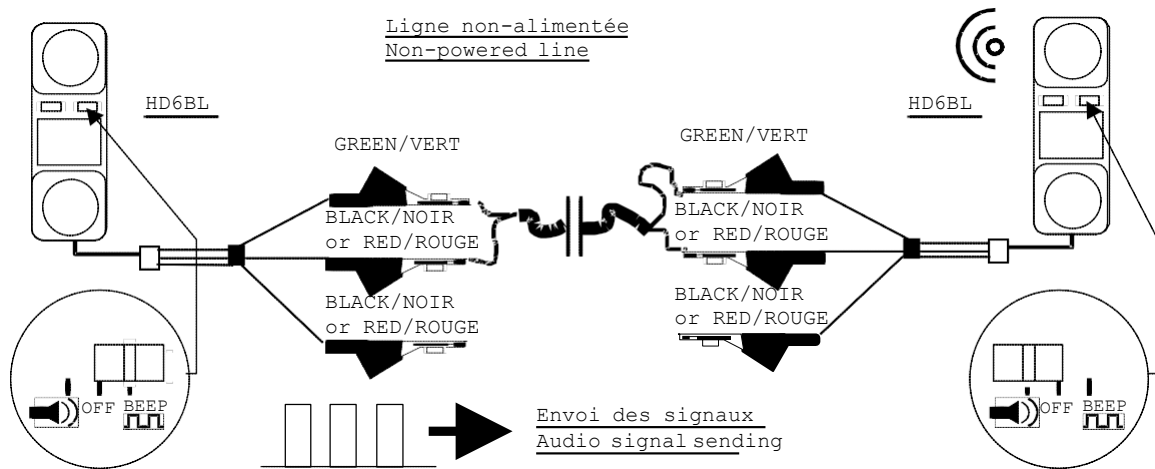 Ligne non-alimentée
Non-powered line
HD6BL
HD6BL
GREEN/VERT
GREEN/VERT
BLACK/NOIR
or RED/ROUGE
BLACK/NOIR
or RED/ROUGE
BLACK/NOIR
or RED/ROUGE
BLACK/NOIR
or RED/ROUGE
OFF BEEP
OFF BEEP
Envoi des signaux
Audio signal sending